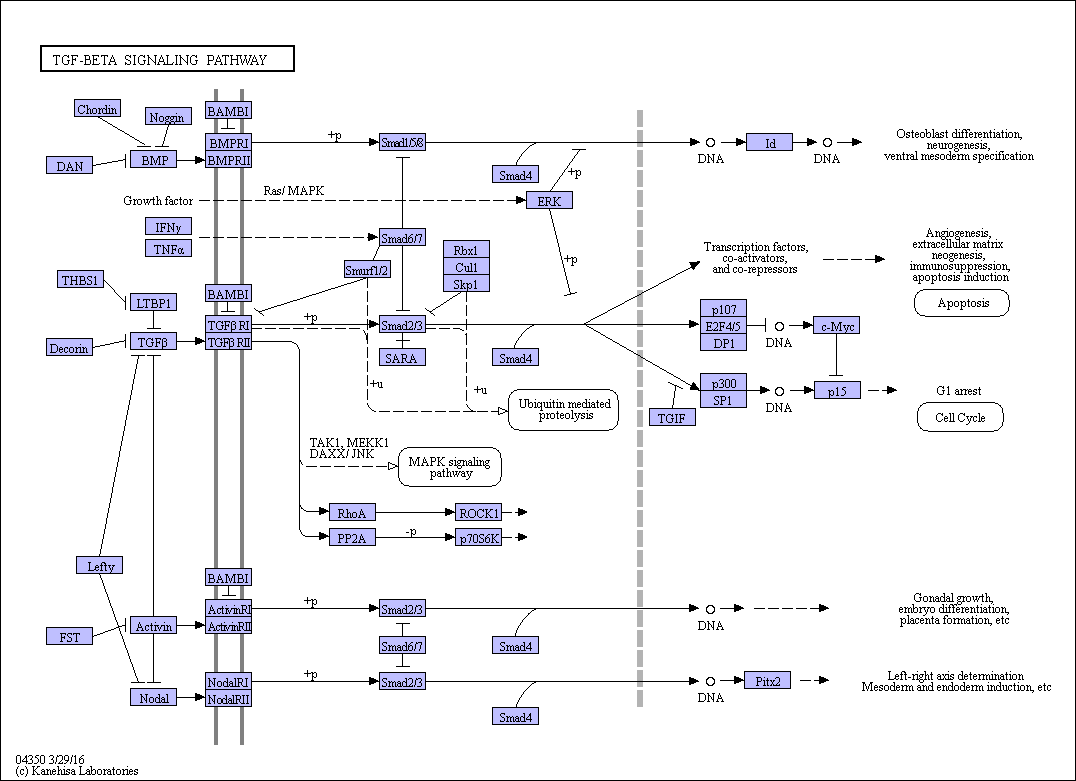 TGF-BETA SIGNALING PATHWAY
Chordin
Noggin
BAMBI
DAN
BMP
BMPRI
BMPRII
+p
Smad1/5/8
Smad4
DNA
Id
DNA
Osteoblast differentiation,
neurogenesis,
ventral mesoderm specification
Growth factor
Ras/ MAPK
ERK
+p
+p
IFNγ
TNFα
Smad6/7
Smurf1/2
Rbx1
Cul1
Skp1
Transcription factors,
co-activators,
and co-repressors
Angiogenesis,
extracellular matrix
neogenesis,
immunosuppression,
apoptosis induction
Apoptosis
THBS1
LTBP1
BAMBI
Decorin
TGFβ
TGFβ RI
TGFβ RII
+p
Smad2/3
SARA
Smad4
p107
E2F4/5
DP1
DNA
c-Myc
p300
SP1
DNA
p15
G1 arrest
Cell Cycle
TGIF
+u
+u
Ubiquitin mediated
proteolysis
TAK1, MEKK1
DAXX/ JNK
MAPK signaling
pathway
RhoA
ROCK1
PP2A
-p
p70S6K
Lefty
BAMBI
FST
Activin
ActivinRI
ActivinRII
+p
Smad2/3
Smad4
DNA
Gonadal growth,
embryo differentiation,
placenta formation, etc
Smad6/7
Nodal
NodalRI
NodalRII
+p
Smad2/3
Smad4
DNA
Pitx2
Left-right axis determination
Mesoderm and endoderm induction, etc
04350 3/29/16
(c) Kanehisa Laboratories